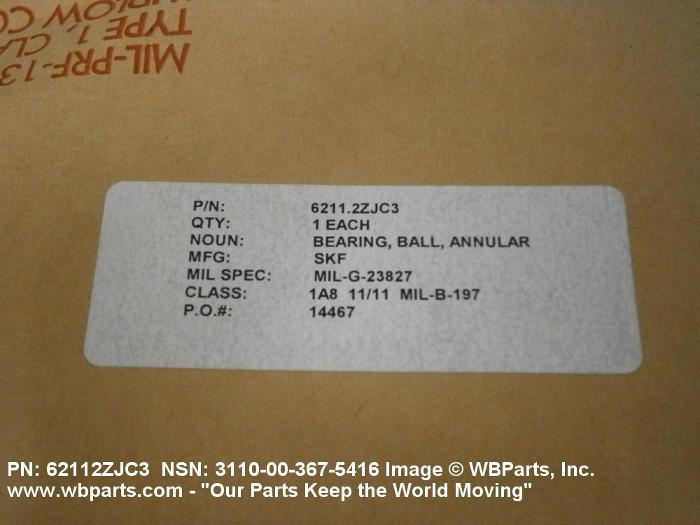 MIL-PRF-13
TYPE 1, CLA
P/N: 6211.2ZJC3
QTY: 1 EACH
NOUN: BEARING, BALL, ANNULAR
MFG: SKF
MIL SPEC: MIL-G-23827
CLASS: 1A8 11/11 MIL-B-197
P.O.#: 14467
PN: 62112ZJC3 NSN: 3110-00-367-5416 Image © WBParts, Inc.
www.wbparts.com - "Our Parts Keep the World Moving"